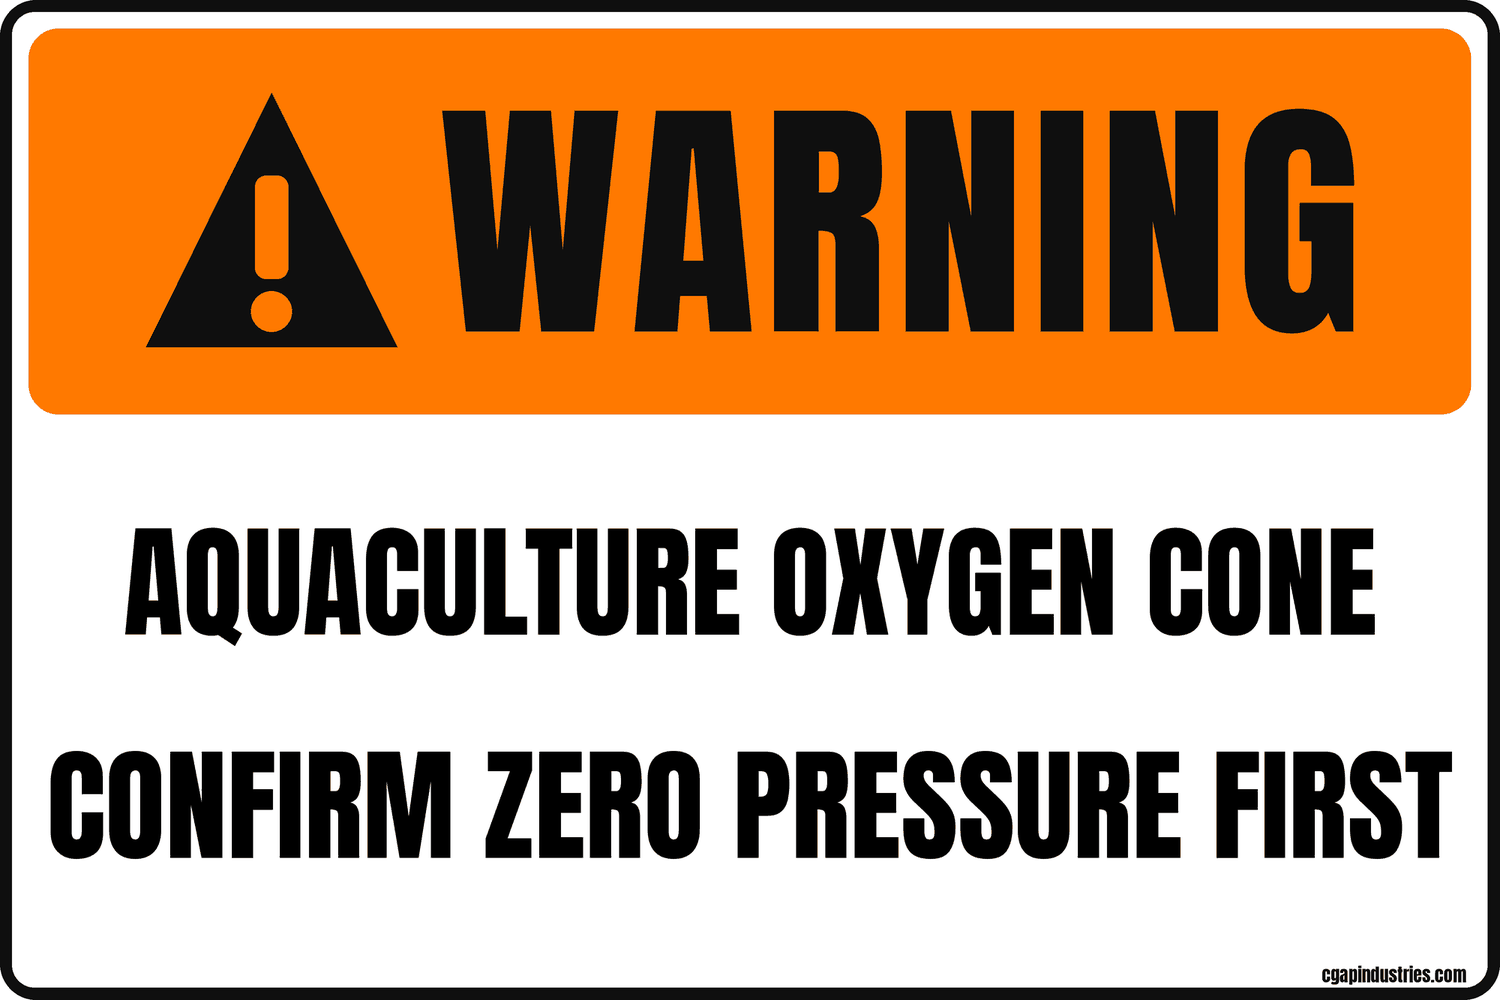 WARNING
AQUACULTURE OXYGEN CONE
CONFIRM ZERO PRESSURE FIRST
cgapindustries.com